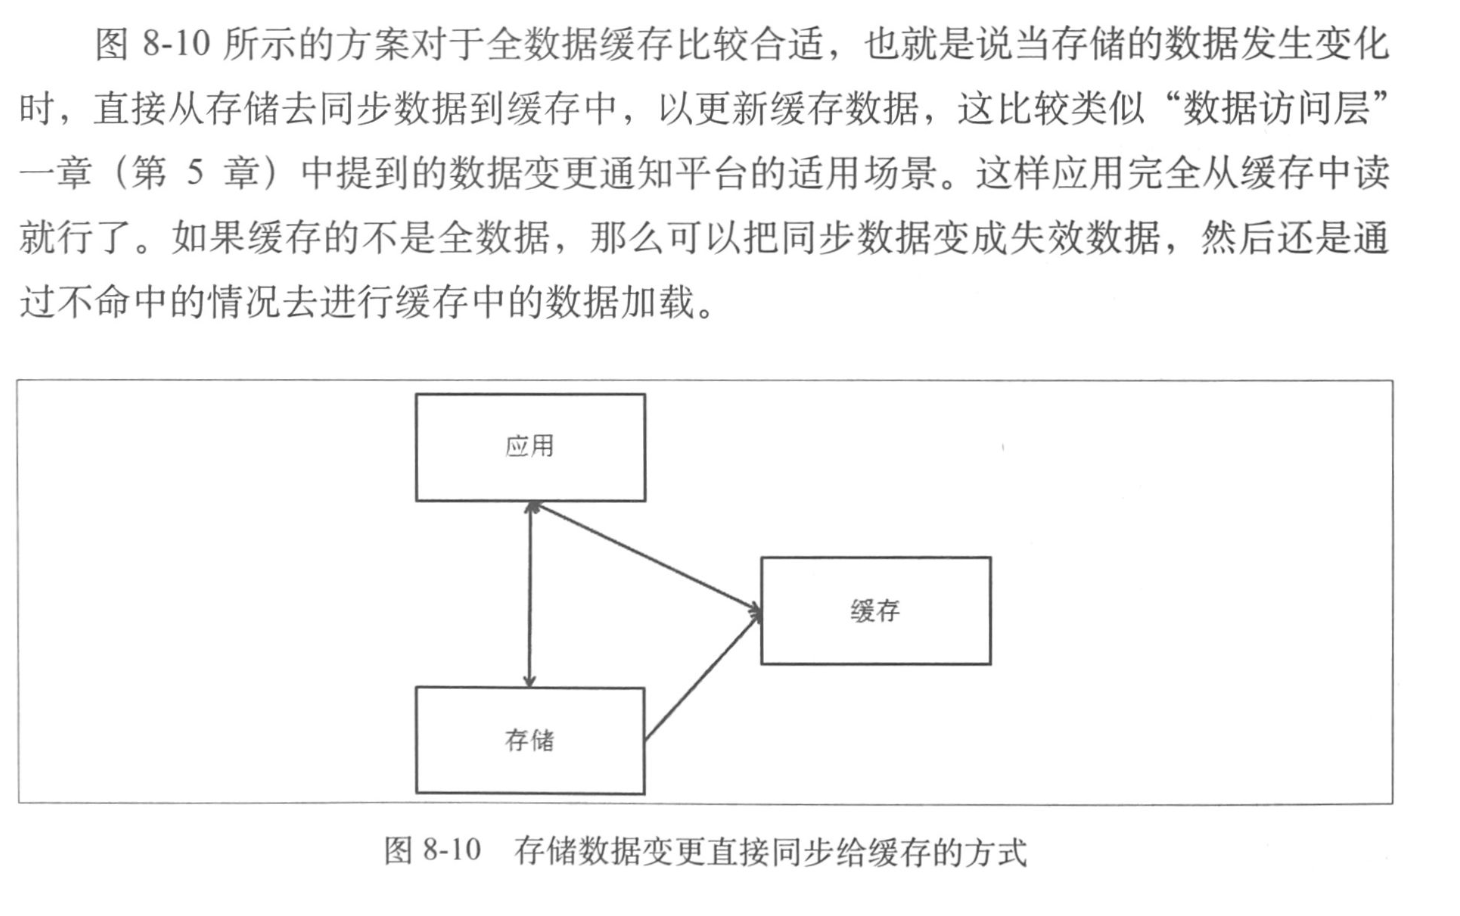 图 8-10 所示的方案对于全数据缓存比较合适，也就是说当存储的数据发生变化
时，直接从存储去同步数据到缓存中，以更新缓存数据，这比较类似“数据访问层”
一章（第 5 章）中提到的数据变更通知平台的适用场景。这样应用完全从缓存中读
就行了。如果缓存的不是全数据，那么可以把同步数据变成失效数据，然后还是通
过不命中的情况去进行缓存中的数据加载。
应用
缓存
存储
图 8-10 存储数据变更直接同步给缓存的方式